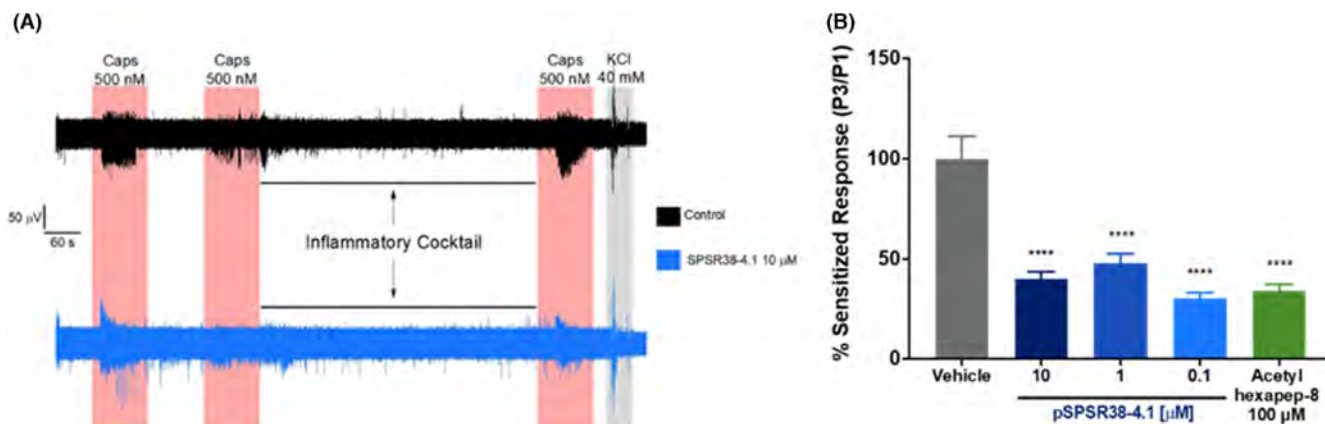 (A)
Caps
500 nM
Caps
500 nM
Caps
500 nM
KCl
40 mM
50 µV
60 s
Inflammatory Cocktail
Control
SPSR38-4.1 10 µM
(B)
% Sensitized Response (P3/P1)
150
100
50
0
****
****
****
****
Vehicle
10
1
0.1
pSPSR38-4.1 [µM]
Acetyl
hexapep-8
100 µM